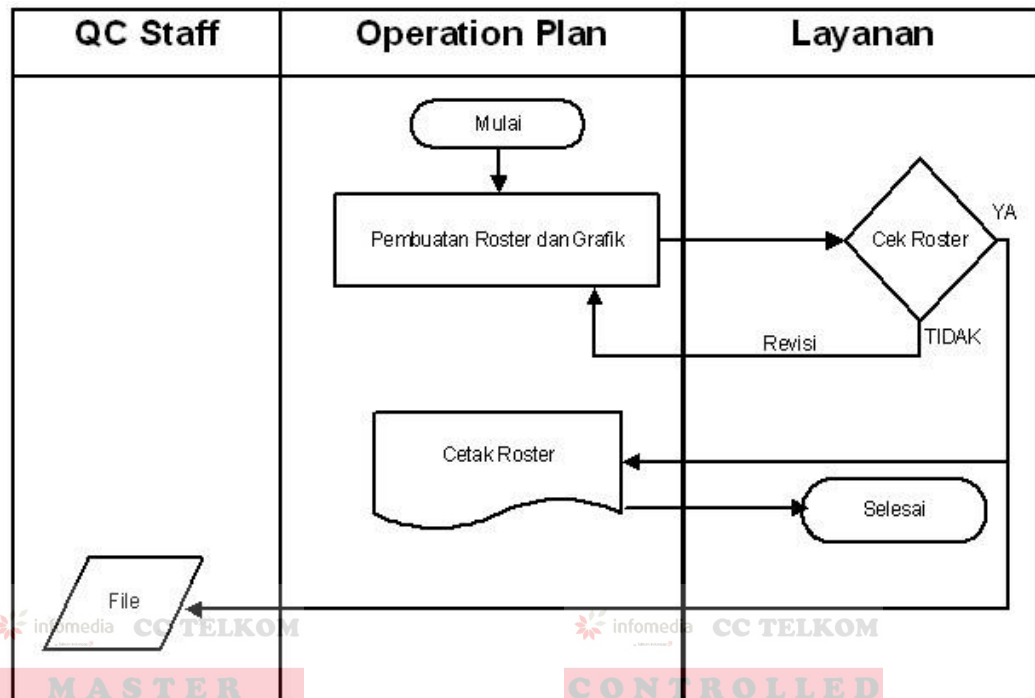 QC Staff
Operation Plan
Layanan
Mulai
Pembuatan Roster dan Grafik
Cek Roster
YA
TIDAK
Revisi
Cetak Roster
Selesai
File
infomedia CC TELKOM
infomedia CC TELKOM
MASTER
CONTROLLED